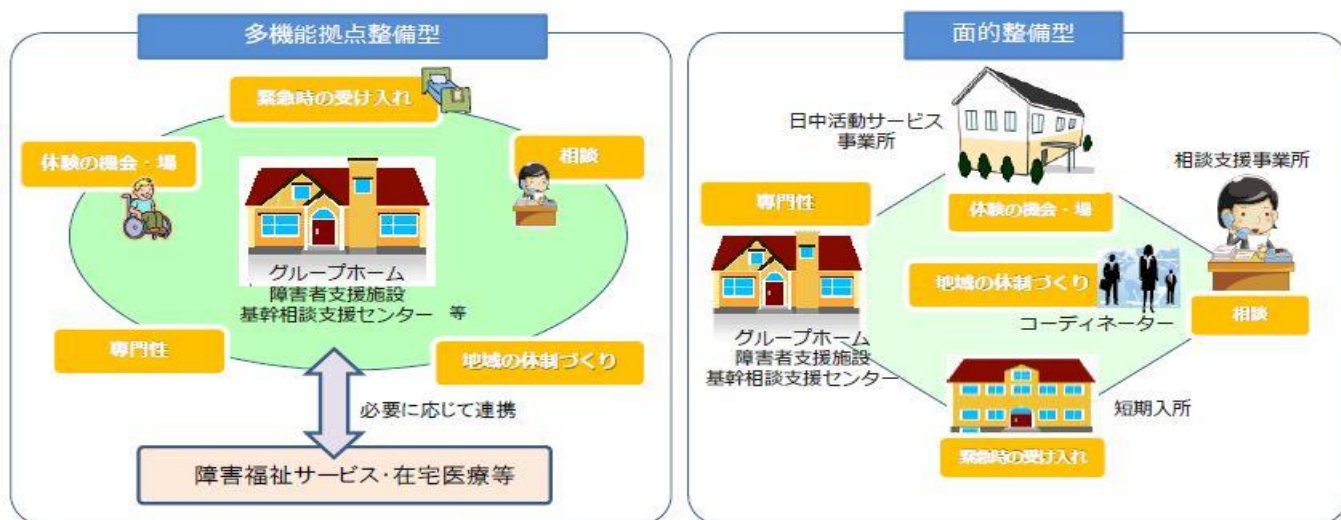 多機能拠点整備型
緊急時の受け入れ
体験の機会・場
相談
グループホーム
障害者支援施設
基幹相談支援センター 等
専門性
地域の体制づくり
必要に応じて連携
障害福祉サービス・在宅医療等
面的整備型
日中活動サービス
事業所
相談支援事業所
専門性
体験の機会・場
地域の体制づくり
コーディネーター
相談
グループホーム
障害者支援施設
基幹相談支援センター
短期入所
緊急時の受け入れ